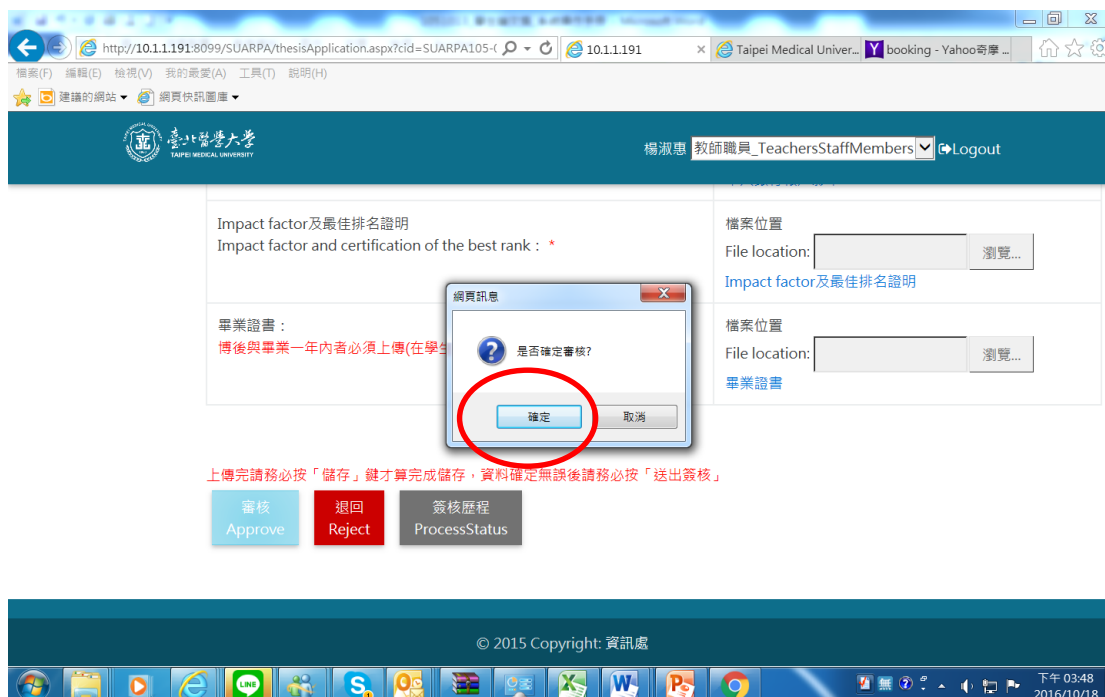 http://10.1.1.191:8099/SUARPA/thesisApplication.aspx?cid=SUARPA105-(
10.1.1.191
Taipei Medical Univer...
booking - Yahoo奇摩 ...
檔案(F) 編輯(E) 檢視(V) 我的最愛(A) 工具(T) 說明(H)
建議的網站
網頁快訊圖庫
臺北醫學大學
TAIPEI MEDICAL UNIVERSITY
楊淑惠 教師職員_TeachersStaffMembers Logout
Impact factor及最佳排名證明
Impact factor and certification of the best rank： *
檔案位置
File location: 瀏覽...
Impact factor及最佳排名證明
網頁訊息
是否確定審核?
確定 取消
畢業證書：
博後與畢業一年內者必須上傳(在學生
檔案位置
File location: 瀏覽...
畢業證書
上傳完請務必按「儲存」鍵才算完成儲存，資料確定無誤後請務必按「送出簽核」
審核
Approve
退回
Reject
簽核歷程
ProcessStatus
© 2015 Copyright: 資訊處
LINE
無
下午 03:48
2016/10/18